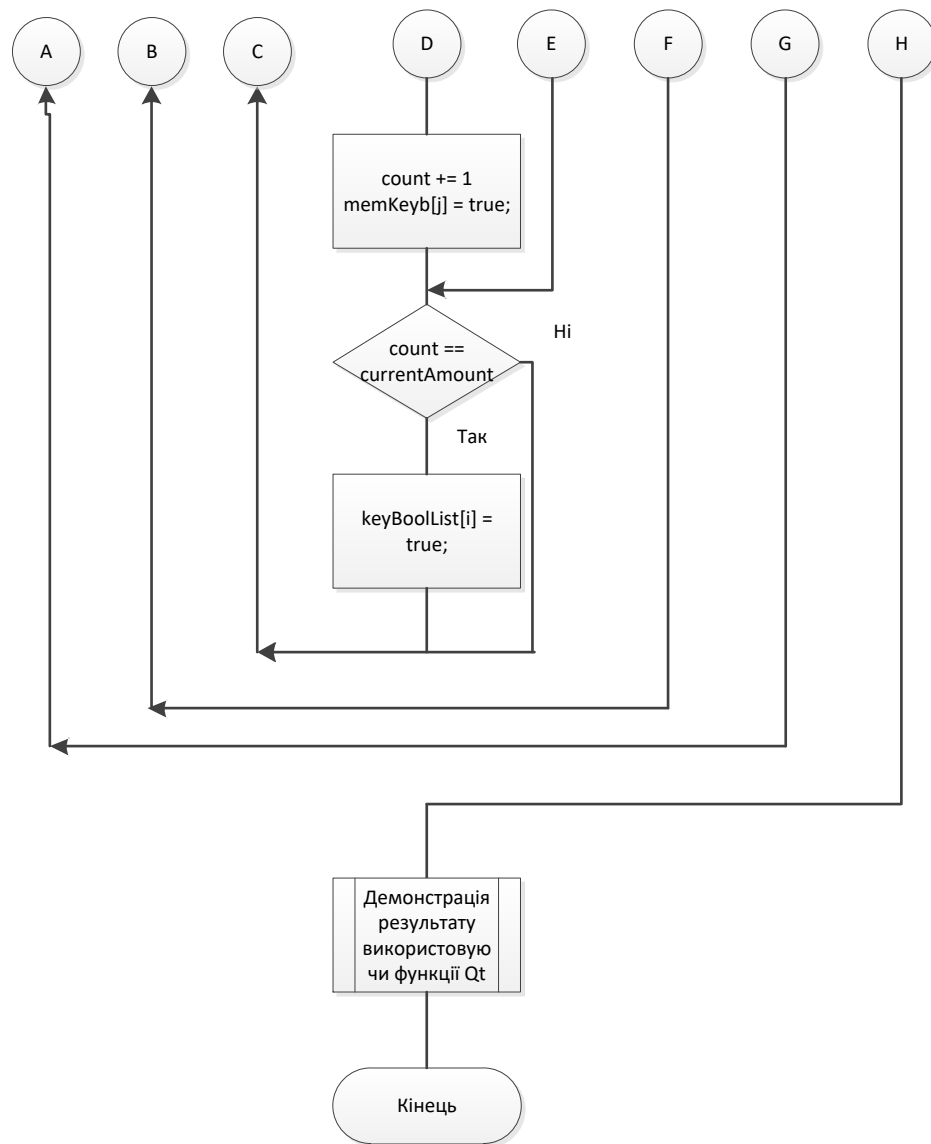 A
B
C
D
E
F
G
H
count += 1
memKeyb[j] = true;
Ні
count ==
currentAmount
Так
keyBoolList[i] =
true;
Демонстрація
результату
використовую
чи функції Qt
Кінець